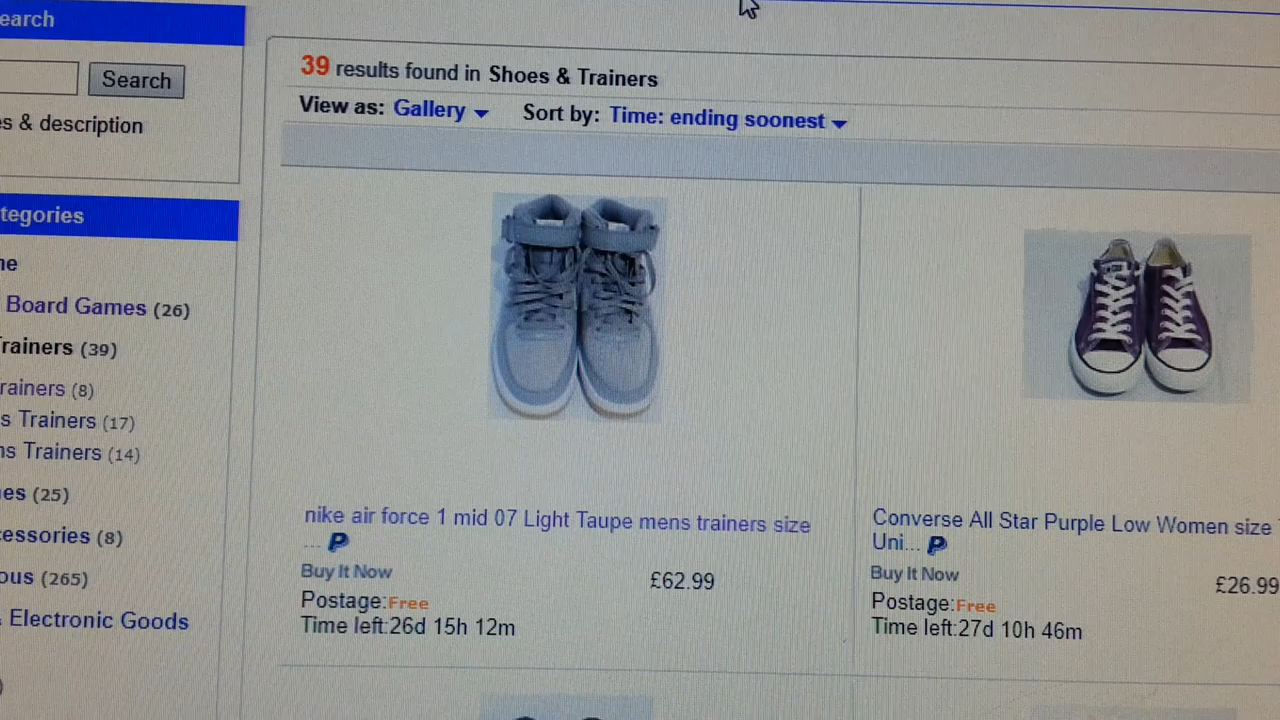 earch
Search
es & description
tegories
me
Board Games (26)
Trainers (39)
rainers (8)
s Trainers (17)
ns Trainers (14)
es (25)
cessories (8)
ous (265)
Electronic Goods
39 results found in Shoes & Trainers
View as: Gallery Sort by: Time: ending soonest
nike air force 1 mid 07 Light Taupe mens trainers size
... P
Buy It Now
£62.99
Postage:Free
Time left:26d 15h 12m
Converse All Star Purple Low Women size
Uni... P
Buy It Now
£26.99
Postage:Free
Time left:27d 10h 46m